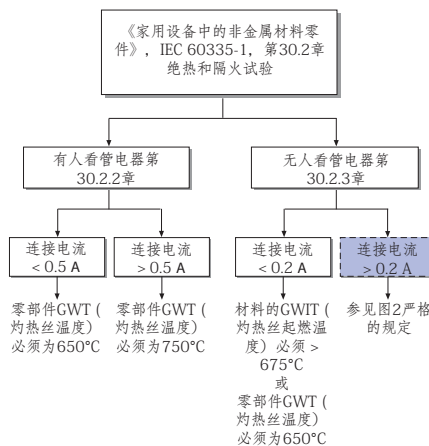 《家用设备中的非金属材料零
件》, IEC 60335-1, 第30.2章
绝热和隔火试验
有人看管电器第
30.2.2章
无人看管电器第
30.2.3章
连接电流
< 0.5 A
连接电流
> 0.5 A
连接电流
< 0.2 A
连接电流
> 0.2 A
零部件GWT (
灼热丝温度)
必须为650°C
零部件GWT (
灼热丝温度)
必须为750°C
材料的GWIT (
灼热丝起燃温
度) 必须 >
675°C
或
零部件GWT (
灼热丝温度)
必须为650°C
参见图2严格
的规定